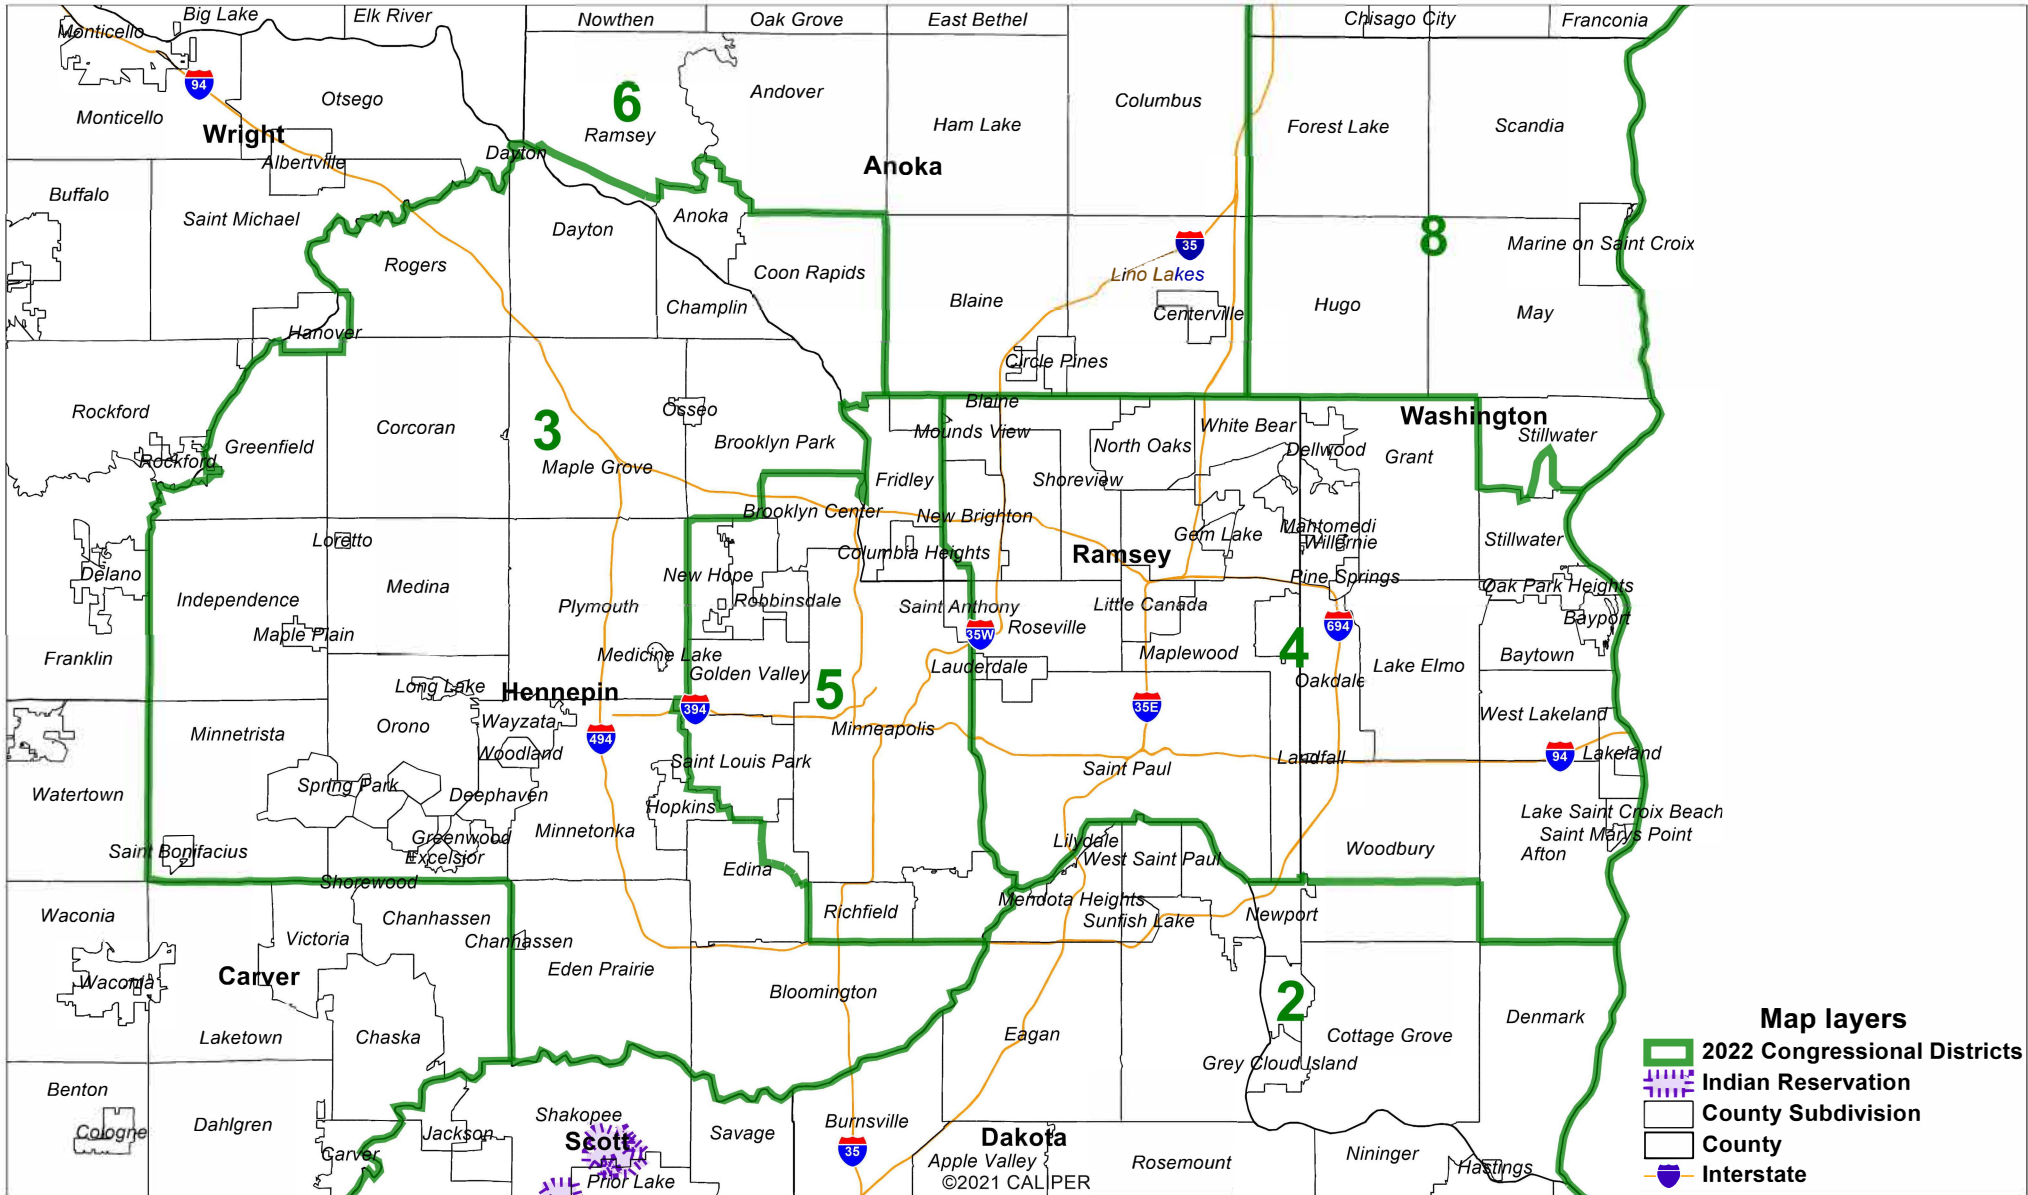 Big Lake
Elk River
Nowthen
Oak Grove
East Bethel
Chisago City
Franconia
Monticello
94
Otsego
6
Andover
Columbus
Monticello
Wright
Ramsey
Ham Lake
Forest Lake
Scandia
Albertville
Dayton
Anoka
Buffalo
Saint Michael
Dayton
Anoka
8
Marine on Saint Croix
35
Rogers
Coon Rapids
Lino Lakes
Champlin
Blaine
Centerville
Hugo
May
Hanover
Circle Pines
Rockford
Corcoran
3
Osseo
Blaine
Washington
Greenfield
Brooklyn Park
Mounds View
North Oaks
White Bear
Dellwood
Grant
Stillwater
Rockford
Maple Grove
Fridley
Shoreview
Brooklyn Center
New Brighton
Loretto
Columbia Heights
Ramsey
Gem Lake
Mahtomedi
Willernie
Stillwater
Delano
Medina
New Hope
Pine Springs
Oak Park Heights
Independence
Plymouth
Robbinsdale
Saint Anthony
Little Canada
694
Bayport
Maple Plain
35W
Roseville
Franklin
Medicine Lake
Golden Valley
Lauderdale
Maplewood
4
Lake Elmo
Baytown
Long Lake
Hennepin
5
Oakdale
394
35E
Minnetrista
Orono
Wayzata
494
Minneapolis
West Lakeland
Woodland
Saint Louis Park
Saint Paul
Landfall
94
Lakeland
Watertown
Spring Park
Deephaven
Hopkins
Lake Saint Croix Beach
Greenwood
Minnetonka
Lilydale
Saint Marys Point
Saint Bonifacius
Excelsior
Edina
West Saint Paul
Woodbury
Afton
Shorewood
Waconia
Chanhassen
Richfield
Mendota Heights
Newport
Victoria
Chanhassen
Sunfish Lake
Waconia
Carver
Eden Prairie
Bloomington
2
Laketown
Chaska
Eagan
Cottage Grove
Denmark
Grey Cloud Island
Benton
Dahlgren
Shakopee
Burnsville
Cologne
Jackson
Scott
Savage
Dakota
Carver
35
Apple Valley
Rosemount
Nininger
Hastings
Prior Lake
©2021 CALIPER
Map layers
2022 Congressional Districts
Indian Reservation
County Subdivision
County
Interstate